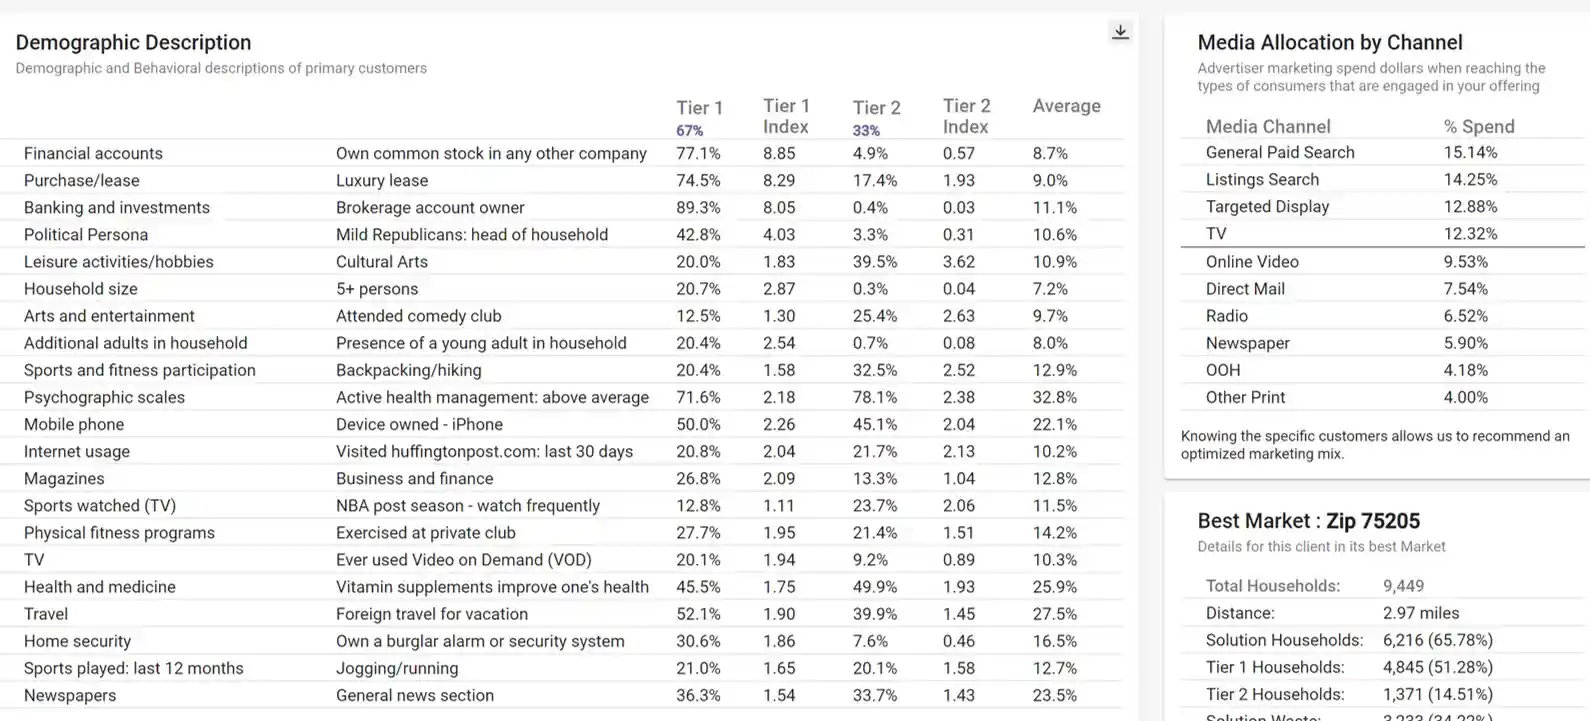 Demographic Description
Demographic and Behavioral descriptions of primary customers
Tier 1 67% Tier 1 Index Tier 2 33% Tier 2 Index Average
Financial accounts Own common stock in any other company 77.1% 8.85 4.9% 0.57 8.7%
Purchase/lease Luxury lease 74.5% 8.29 17.4% 1.93 9.0%
Banking and investments Brokerage account owner 89.3% 8.05 0.4% 0.03 11.1%
Political Persona Mild Republicans: head of household 42.8% 4.03 3.3% 0.31 10.6%
Leisure activities/hobbies Cultural Arts 20.0% 1.83 39.5% 3.62 10.9%
Household size 5+ persons 20.7% 2.87 0.3% 0.04 7.2%
Arts and entertainment Attended comedy club 12.5% 1.30 25.4% 2.63 9.7%
Additional adults in household Presence of a young adult in household 20.4% 2.54 0.7% 0.08 8.0%
Sports and fitness participation Backpacking/hiking 20.4% 1.58 32.5% 2.52 12.9%
Psychographic scales Active health management: above average 71.6% 2.18 78.1% 2.38 32.8%
Mobile phone Device owned - iPhone 50.0% 2.26 45.1% 2.04 22.1%
Internet usage Visited huffingtonpost.com: last 30 days 20.8% 2.04 21.7% 2.13 10.2%
Magazines Business and finance 26.8% 2.09 13.3% 1.04 12.8%
Sports watched (TV) NBA post season - watch frequently 12.8% 1.11 23.7% 2.06 11.5%
Physical fitness programs Exercised at private club 27.7% 1.95 21.4% 1.51 14.2%
TV Ever used Video on Demand (VOD) 20.1% 1.94 9.2% 0.89 10.3%
Health and medicine Vitamin supplements improve one's health 45.5% 1.75 49.9% 1.93 25.9%
Travel Foreign travel for vacation 52.1% 1.90 39.9% 1.45 27.5%
Home security Own a burglar alarm or security system 30.6% 1.86 7.6% 0.46 16.5%
Sports played: last 12 months Jogging/running 21.0% 1.65 20.1% 1.58 12.7%
Newspapers General news section 36.3% 1.54 33.7% 1.43 23.5%
Media Allocation by Channel
Advertiser marketing spend dollars when reaching the
types of consumers that are engaged in your offering
Media Channel % Spend
General Paid Search 15.14%
Listings Search 14.25%
Targeted Display 12.88%
TV 12.32%
Online Video 9.53%
Direct Mail 7.54%
Radio 6.52%
Newspaper 5.90%
OOH 4.18%
Other Print 4.00%
Knowing the specific customers allows us to recommend an
optimized marketing mix.
Best Market : Zip 75205
Details for this client in its best Market
Total Households: 9,449
Distance: 2.97 miles
Solution Households: 6,216 (65.78%)
Tier 1 Households: 4,845 (51.28%)
Tier 2 Households: 1,371 (14.51%)
Solution Waste: 3,233 (34.22%)